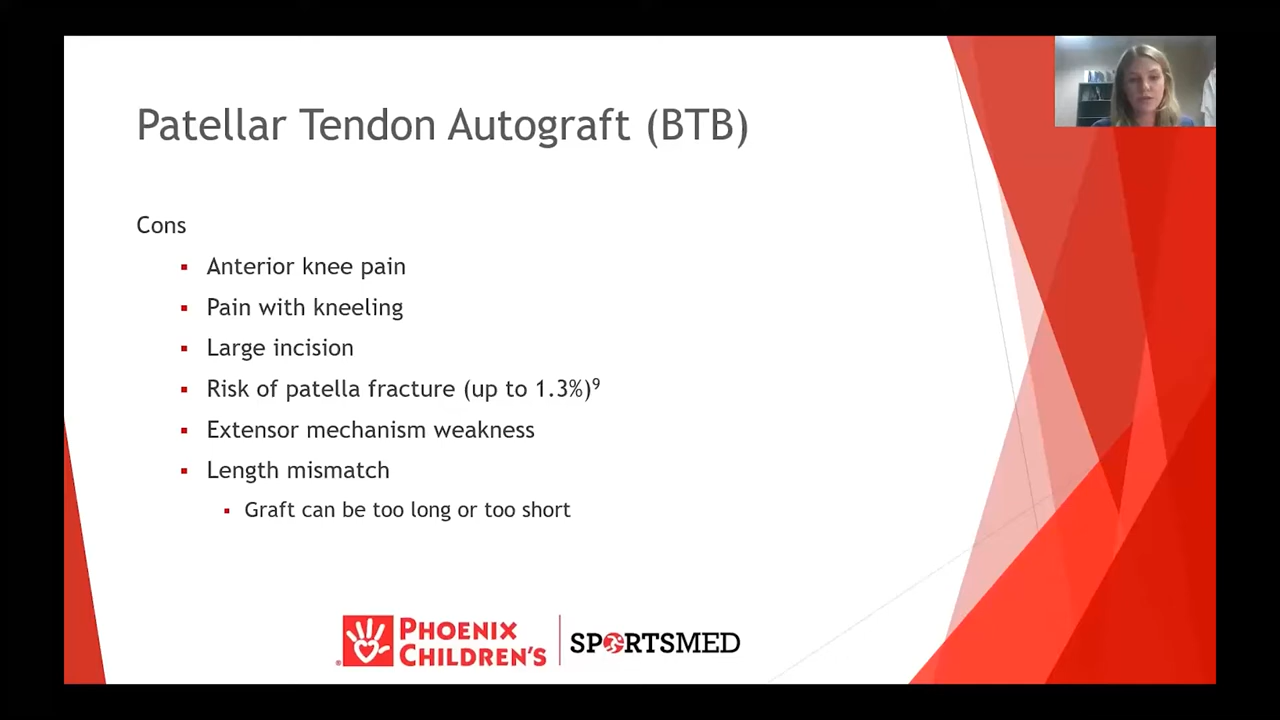 Patellar Tendon Autograft (BTB)
Cons
Anterior knee pain
Pain with kneeling
Large incision
Risk of patella fracture (up to 1.3%)⁹
Extensor mechanism weakness
Length mismatch
Graft can be too long or too short
PHOENIX
CHILDREN'S
SPORTSMED